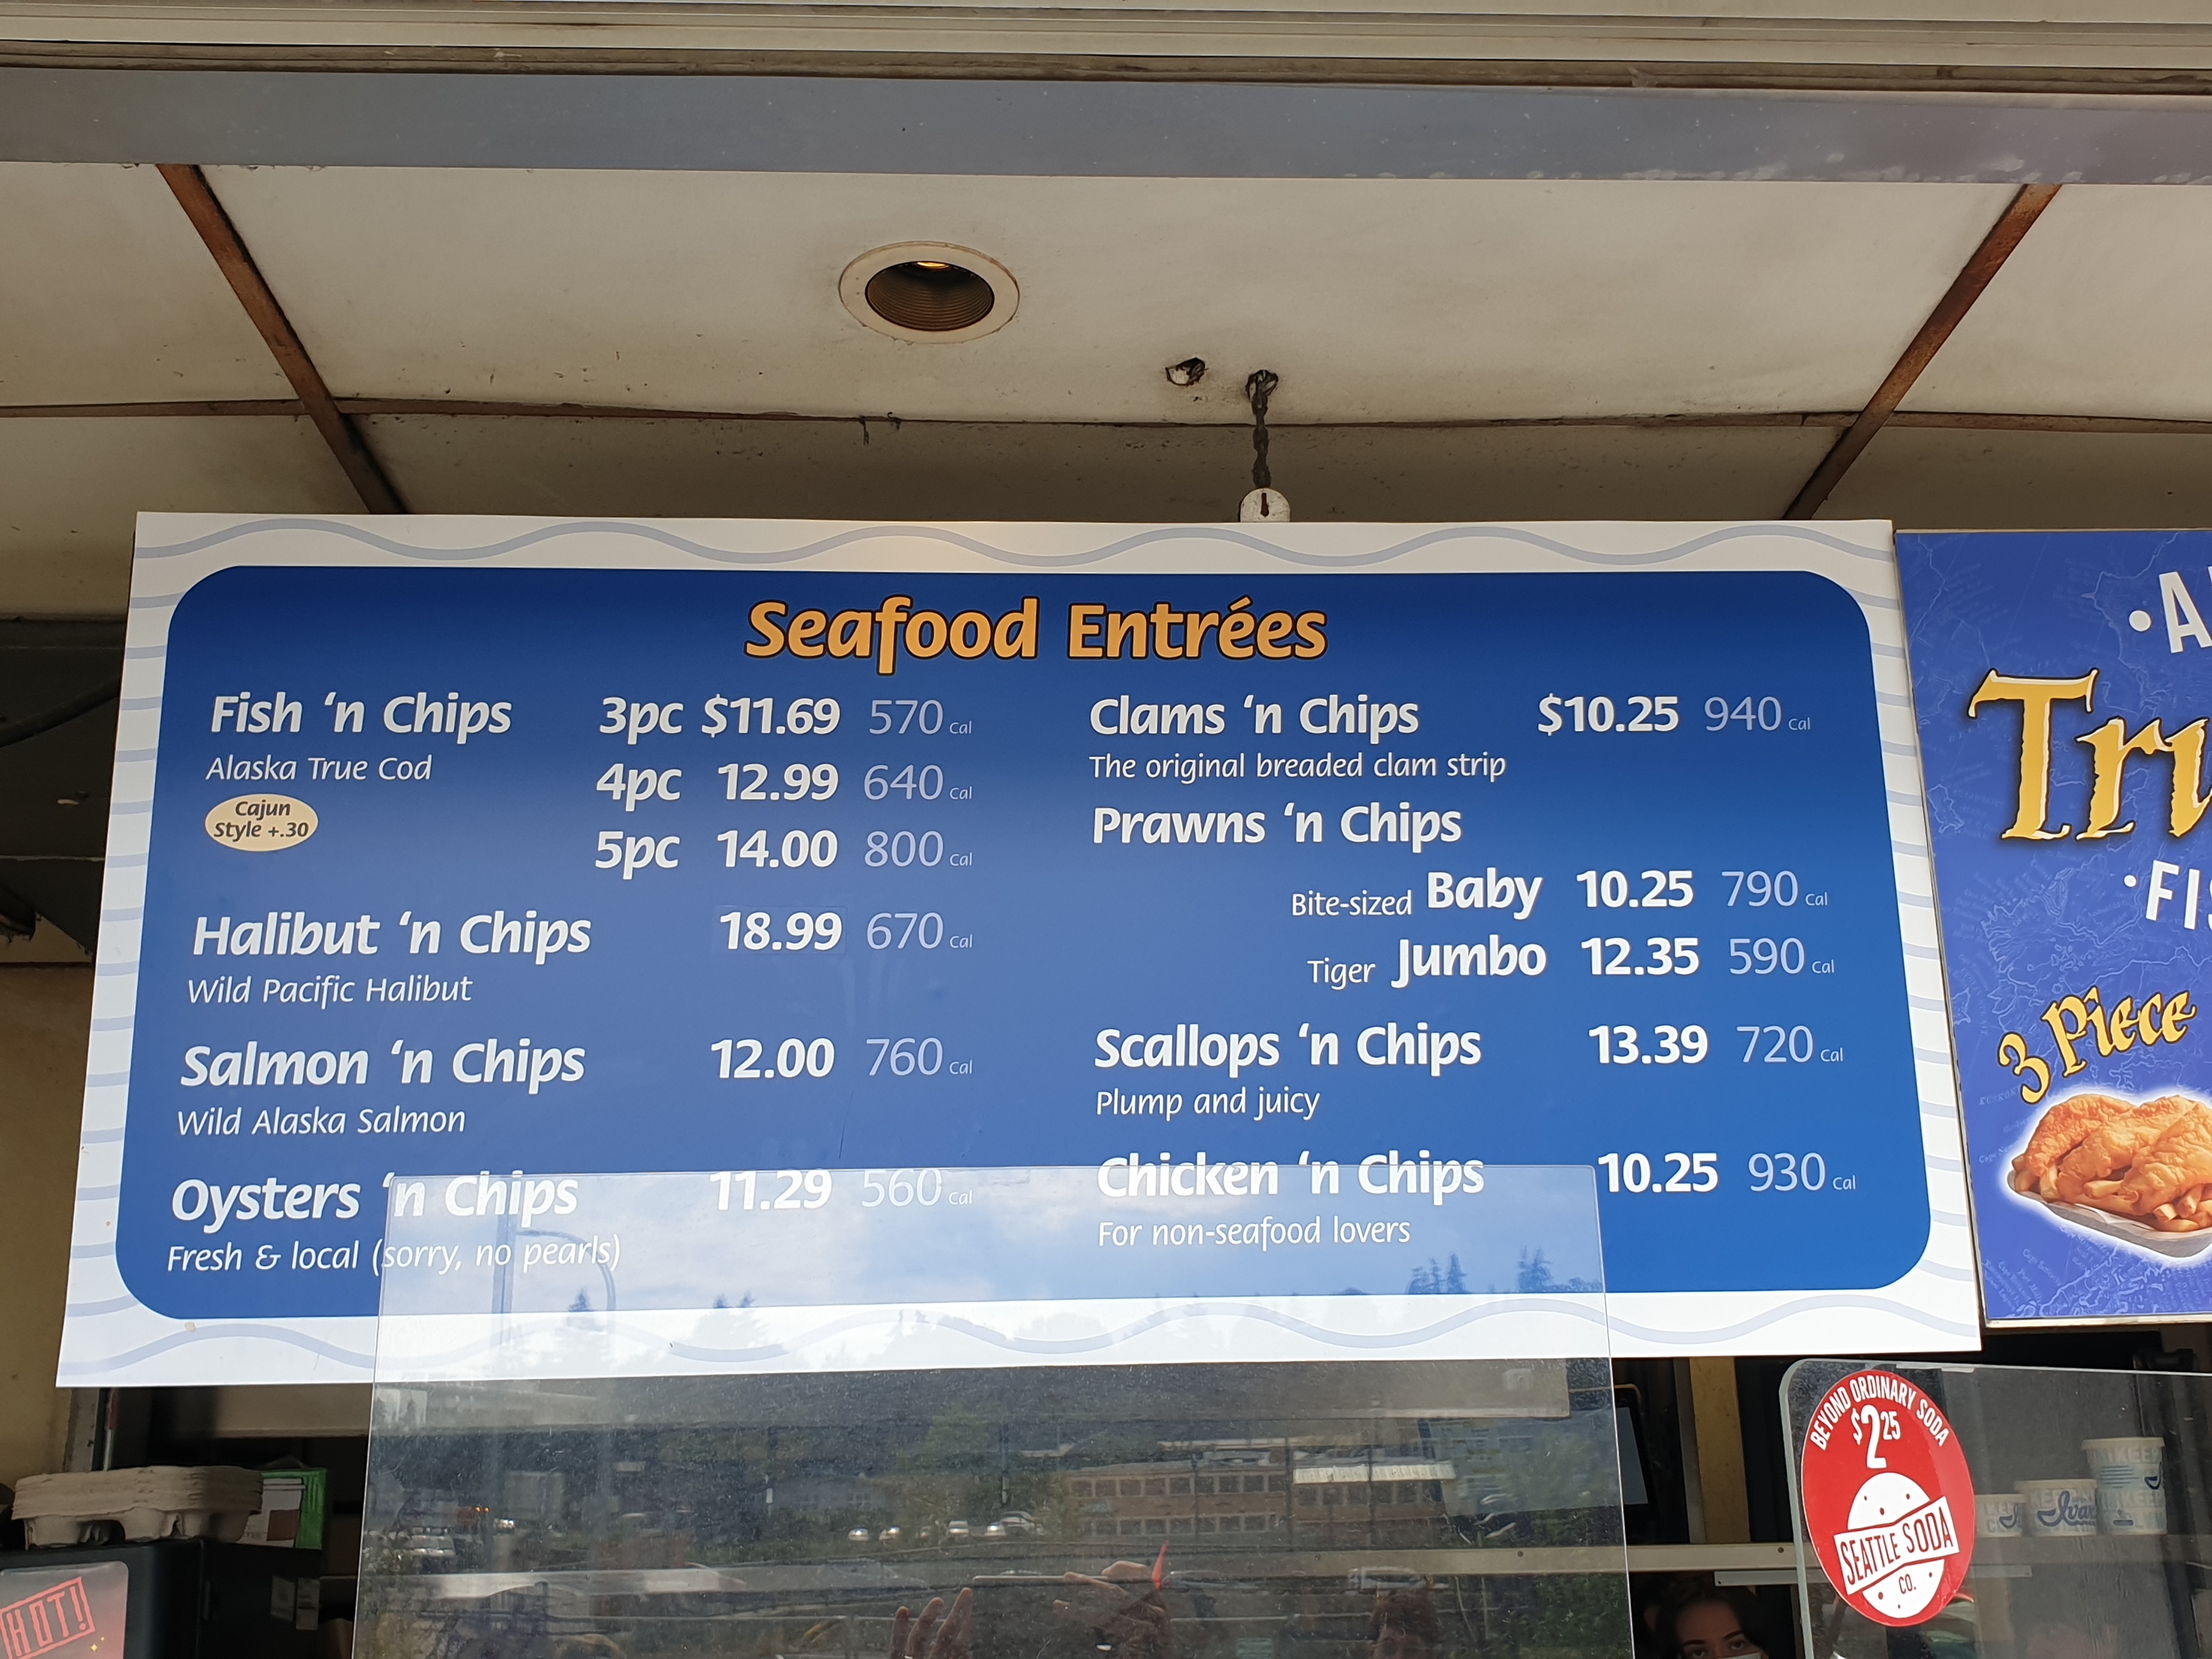 Seafood Entrées
Fish ‘n Chips 3pc $11.69 570 Cal
Alaska True Cod
4pc 12.99 640 Cal
Cajun
Style +.30
5pc 14.00 800 Cal
Halibut ‘n Chips 18.99 670 Cal
Wild Pacific Halibut
Salmon ‘n Chips 12.00 760 Cal
Wild Alaska Salmon
Oysters ‘n Chips 11.29 560 Cal
Fresh & local (sorry, no pearls)
Clams ‘n Chips $10.25 940 Cal
The original breaded clam strip
Prawns ‘n Chips
Bite-sized Baby 10.25 790 Cal
Tiger Jumbo 12.35 590 Cal
Scallops ‘n Chips 13.39 720 Cal
Plump and juicy
Chicken ‘n Chips 10.25 930 Cal
For non-seafood lovers
3 Piece
BEYOND ORDINARY SODA
$2.25
SEATTLE SODA
CO.
HOT!